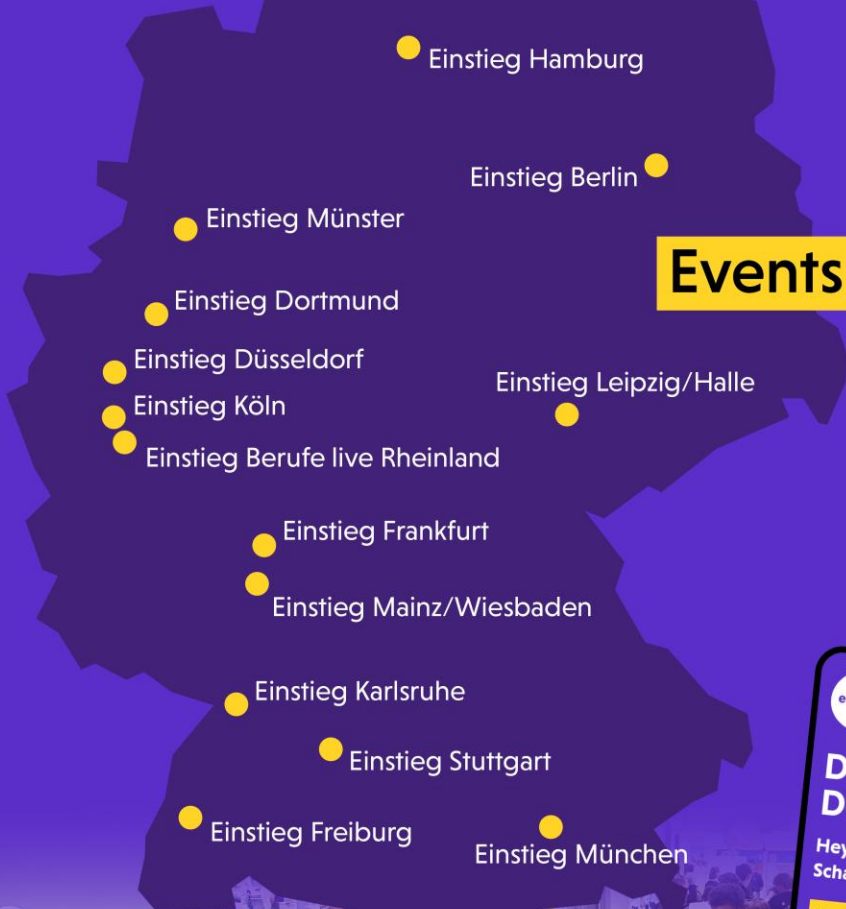 Einstieg Hamburg
Einstieg Berlin
Einstieg Münster
Events
Einstieg Dortmund
Einstieg Düsseldorf
Einstieg Leipzig/Halle
Einstieg Köln
Einstieg Berufe live Rheinland
Einstieg Frankfurt
Einstieg Mainz/Wiesbaden
Einstieg Karlsruhe
Einstieg Stuttgart
Einstieg Freiburg
Einstieg München
Hey